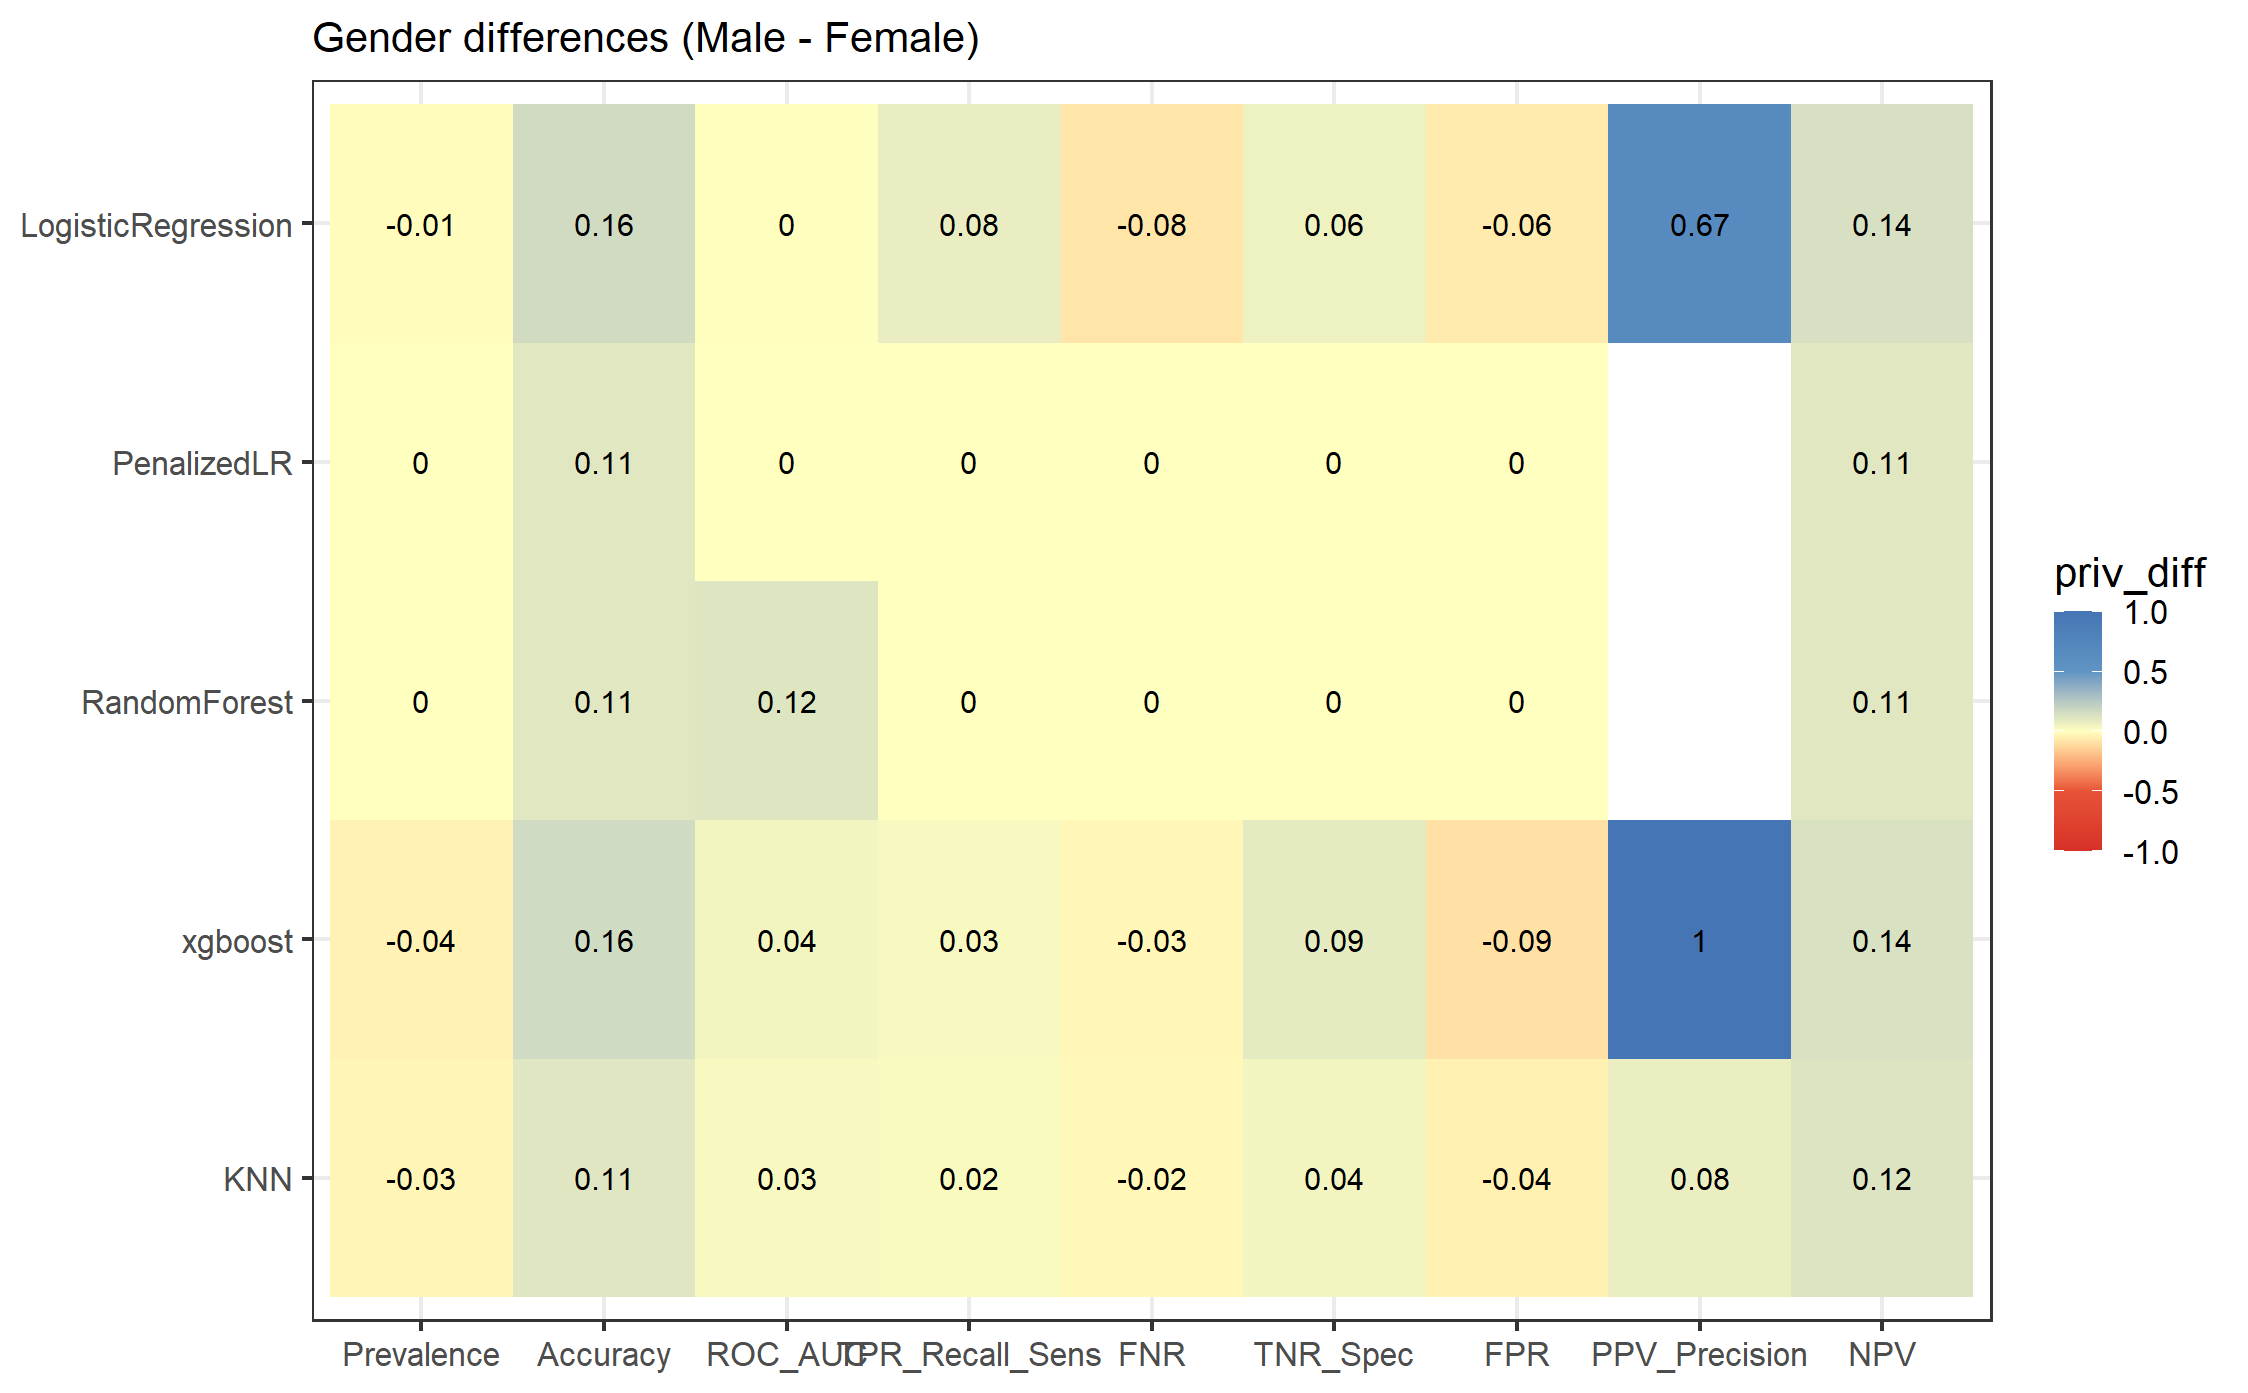 Gender differences (Male - Female)
LogisticRegression -0.01 0.16 0 0.08 -0.08 0.06 -0.06 0.67 0.14
PenalizedLR 0 0.11 0 0 0 0 0 0.11
RandomForest 0 0.11 0.12 0 0 0 0 0.11
xgboost -0.04 0.16 0.04 0.03 -0.03 0.09 -0.09 1 0.14
KNN -0.03 0.11 0.03 0.02 -0.02 0.04 -0.04 0.08 0.12
Prevalence Accuracy ROC_AUC TPR_Recall_Sens FNR TNR_Spec FPR PPV_Precision NPV
priv_diff
1.0
0.5
0.0
-0.5
-1.0